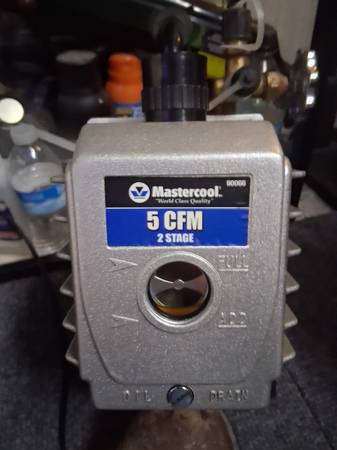 Mastercool 90066
"World Class Quality"
5 CFM
2 STAGE
FULL
ADD
OIL DRAIN